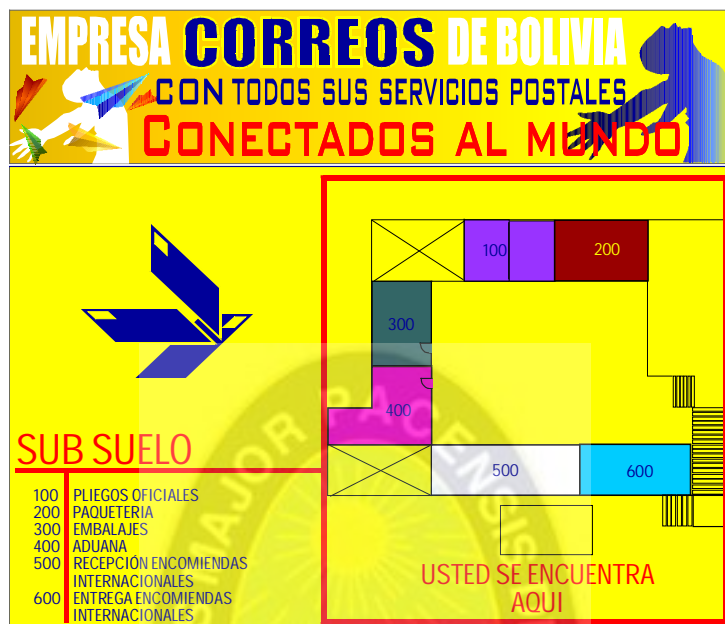 EMPRESA CORREOS DE BOLIVIA
CON TODOS SUS SERVICIOS POSTALES
CONECTADOS AL MUNDO
SUB SUELO
100 PLIEGOS OFICIALES
200 PAQUETERIA
300 EMBALAJES
400 ADUANA
500 RECEPCIÓN ENCOMIENDAS
INTERNACIONALES
600 ENTREGA ENCOMIENDAS
INTERNACIONALES
100
200
300
400
500
600
USTED SE ENCUENTRA
AQUI
MAJOR PACENSIS